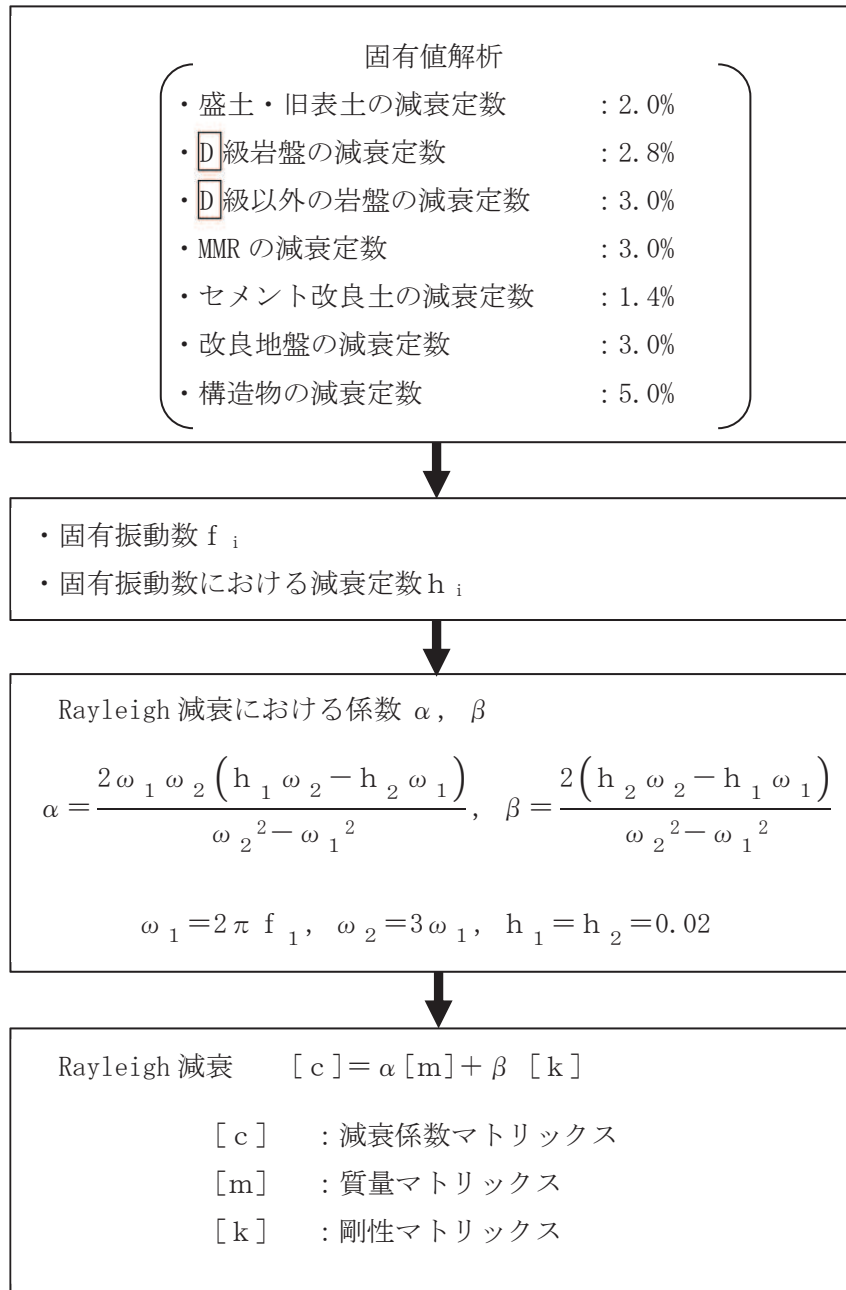 固有値解析
・盛土・旧表土の減衰定数 :2.0%
・D級岩盤の減衰定数 :2.8%
・D級以外の岩盤の減衰定数 :3.0%
・MMRの減衰定数 :3.0%
・セメント改良土の減衰定数 :1.4%
・改良地盤の減衰定数 :3.0%
・構造物の減衰定数 :5.0%
・固有振動数f i
・固有振動数における減衰定数h i
Rayleigh減衰における係数 α, β
α=2ω1ω2(h1ω2−h2ω1)/(ω2²−ω1²), β=2(h2ω2−h1ω1)/(ω2²−ω1²)
ω1=2πf1, ω2=3ω1, h1=h2=0.02
Rayleigh減衰 [c]=α[m]+β [k]
[c] :減衰係数マトリックス
[m] :質量マトリックス
[k] :剛性マトリックス